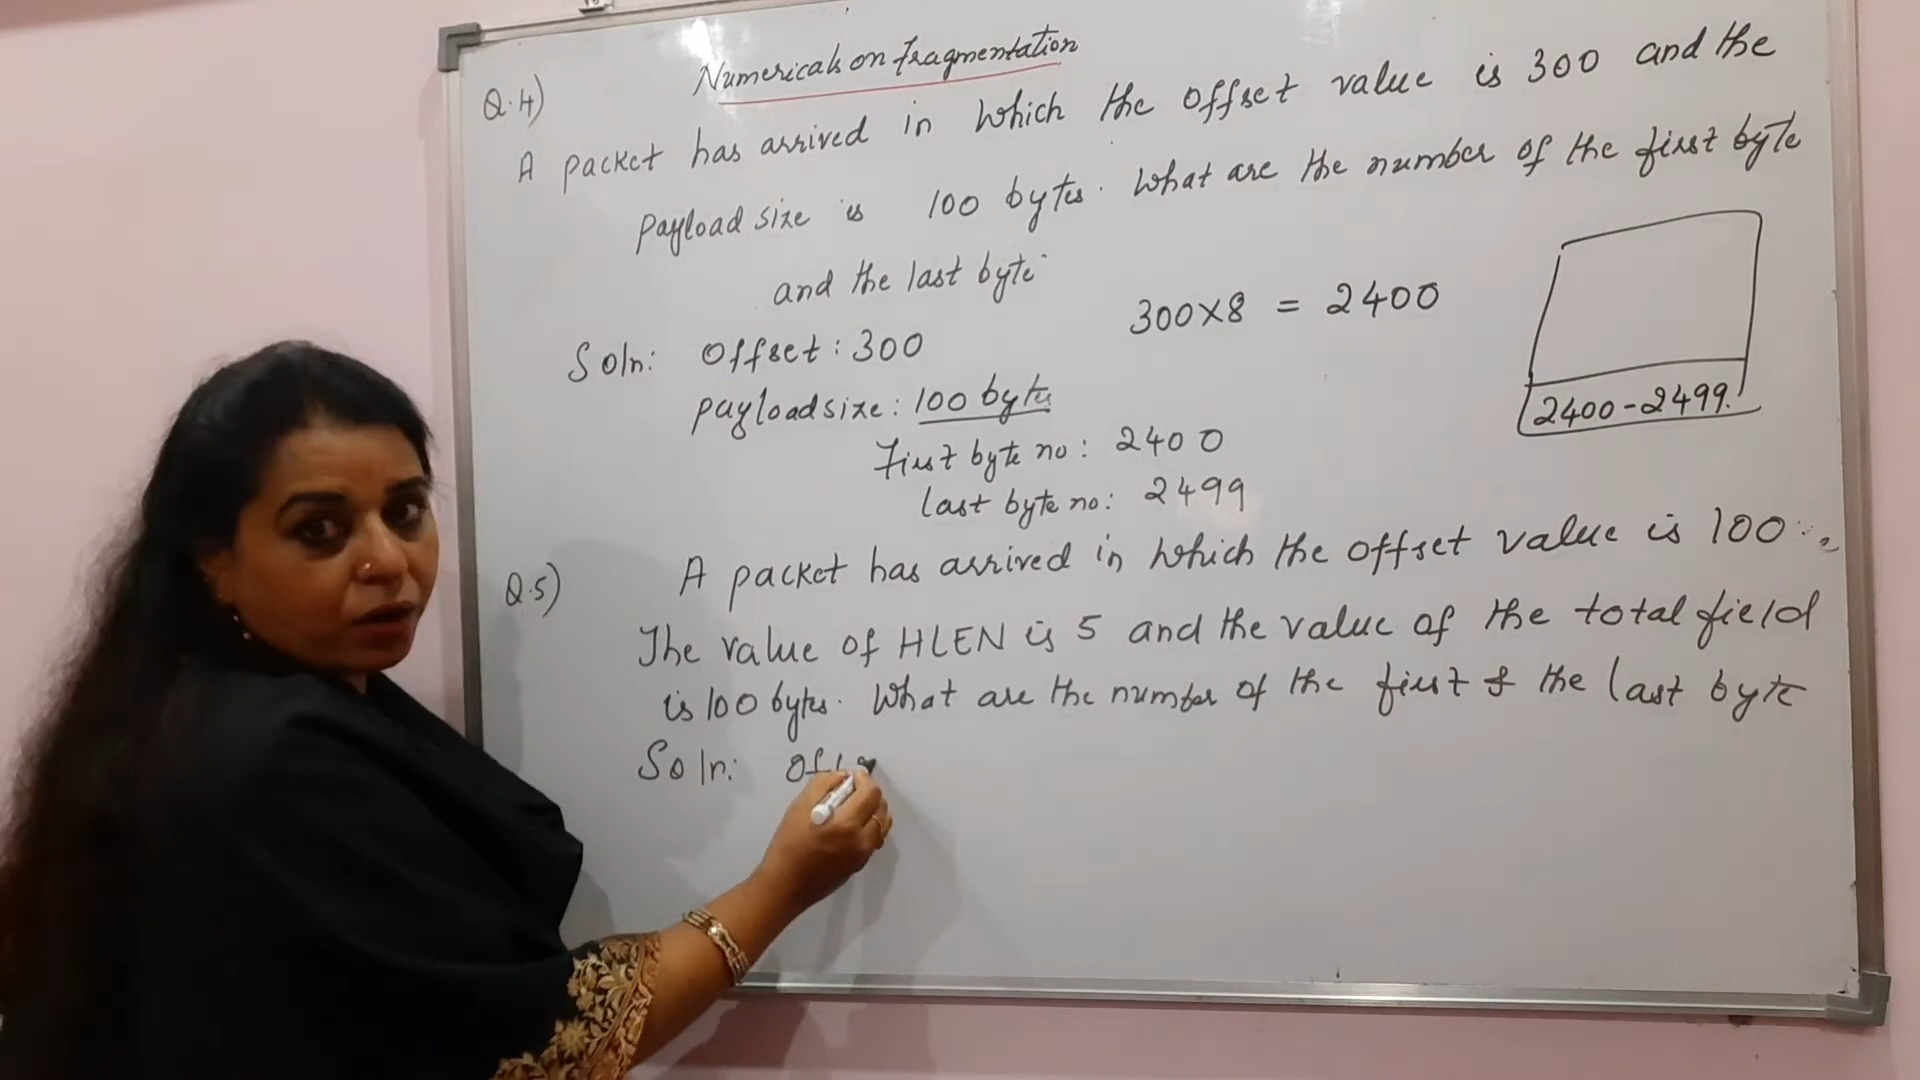 Numericals on fragmentation
Q.4)
A packet has arrived in which the offset value is 300 and the
payload size is 100 bytes. What are the number of the first byte
and the last byte
Soln: Offset: 300
300×8 = 2400
payload size: 100 bytes
2400-2499.
First byte no: 2400
last byte no: 2499
Q.5) A packet has arrived in which the offset value is 100
The value of HLEN is 5 and the value of the total field
is 100 bytes. What are the number of the first & the last byte
Soln: